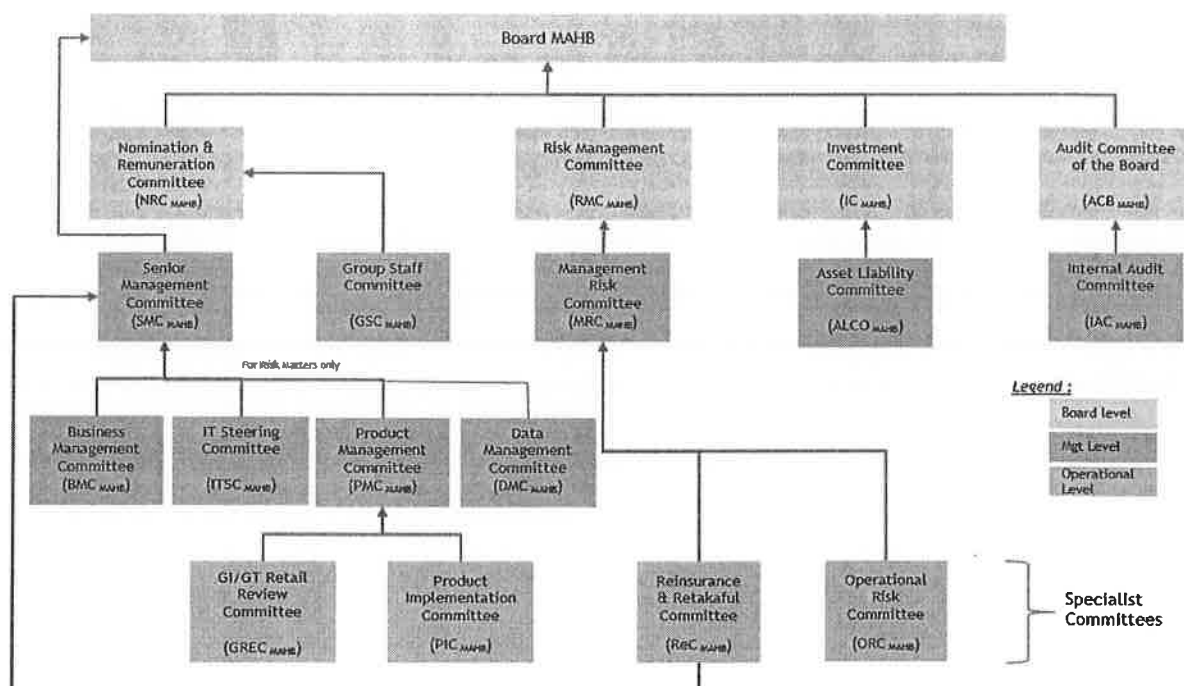 Board MAHB
Nomination &
Remuneration
Committee
(NRC MAHB)
Risk Management
Committee
(RMC MAHB)
Investment
Committee
(IC MAHB)
Audit Committee
of the Board
(ACB MAHB)
Senior
Management
Committee
(SMC MAHB)
Group Staff
Committee
(GSC MAHB)
Management
Risk
Committee
(MRC MAHB)
Asset Liability
Committee
(ALCO MAHB)
Internal Audit
Committee
(IAC MAHB)
For Risk Matters only
Business
Management
Committee
(BMC MAHB)
IT Steering
Committee
(ITSC MAHB)
Product
Management
Committee
(PMC MAHB)
Data
Management
Committee
(DMC MAHB)
Legend :
Board level
Mgt Level
Operational
Level
GI/GT Retail
Review
Committee
(GREC MAHB)
Product
Implementation
Committee
(PIC MAHB)
Reinsurance
& Retakaful
Committee
(ReC MAHB)
Operational
Risk
Committee
(ORC MAHB)
Specialist
Committees